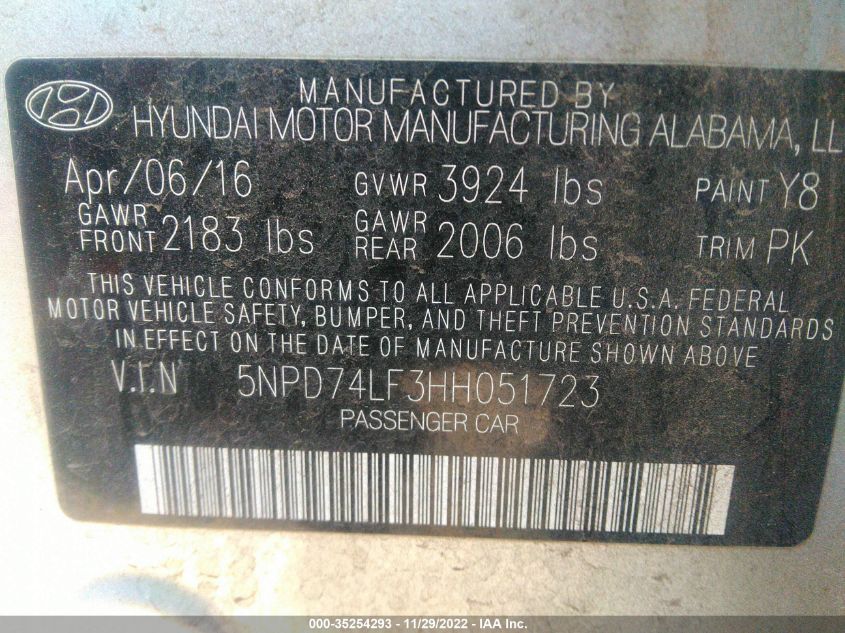 MANUFACTURED BY
HYUNDAI MOTOR MANUFACTURING ALABAMA, LL
Apr/06/16 GVWR 3924 lbs PAINT Y8
GAWR FRONT 2183 lbs GAWR REAR 2006 lbs TRIM PK
THIS VEHICLE CONFORMS TO ALL APPLICABLE U.S.A. FEDERAL
MOTOR VEHICLE SAFETY, BUMPER, AND THEFT PREVENTION STANDARDS
IN EFFECT ON THE DATE OF MANUFACTURE SHOWN ABOVE
V.I.N 5NPD74LF3HH051723
PASSENGER CAR
000-35254293 - 11/29/2022 - IAA Inc.